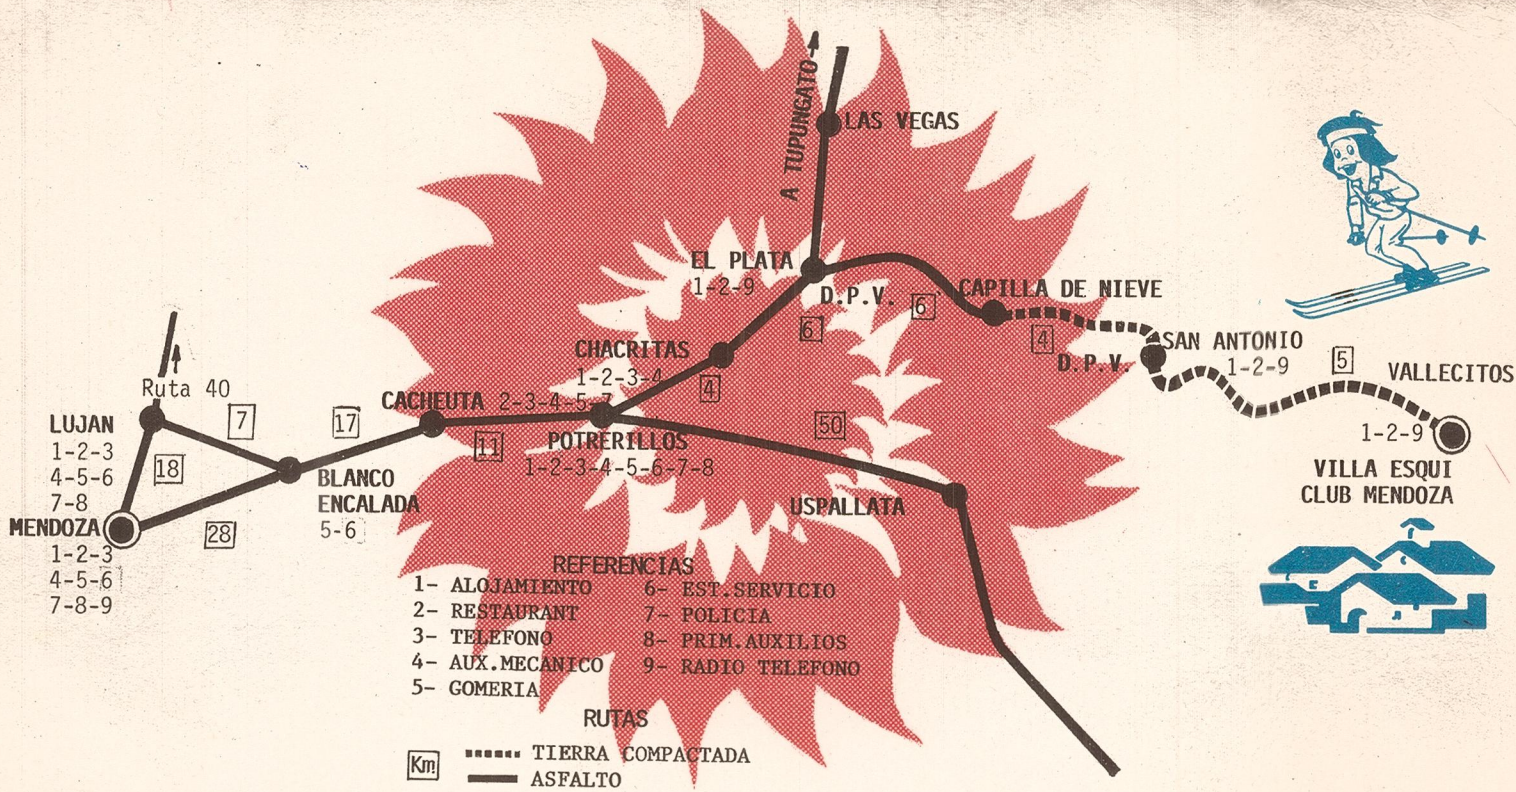 A TUPUNGATO
LAS VEGAS
EL PLATA
1-2-9
D.P.V.
6
CAPILLA DE NIEVE
6
4
SAN ANTONIO
D.P.V.
1-2-9
5
VALLECITOS
1-2-9
VILLA ESQUI
CLUB MENDOZA
CHACRITAS
1-2-3-4
4
Ruta 40
CACHEUTA 2-3-4-5-7
LUJAN
1-2-3
4-5-6
7-8
7
17
18
11
POTRERILLOS
1-2-3-4-5-6-7-8
50
BLANCO
ENCALADA
5-6
USPALLATA
MENDOZA
1-2-3
4-5-6
7-8-9
28
REFERENCIAS
1- ALOJAMIENTO
2- RESTAURANT
3- TELEFONO
4- AUX.MECANICO
5- GOMERIA
6- EST.SERVICIO
7- POLICIA
8- PRIM.AUXILIOS
9- RADIO TELEFONO
RUTAS
Km
TIERRA COMPACTADA
ASFALTO